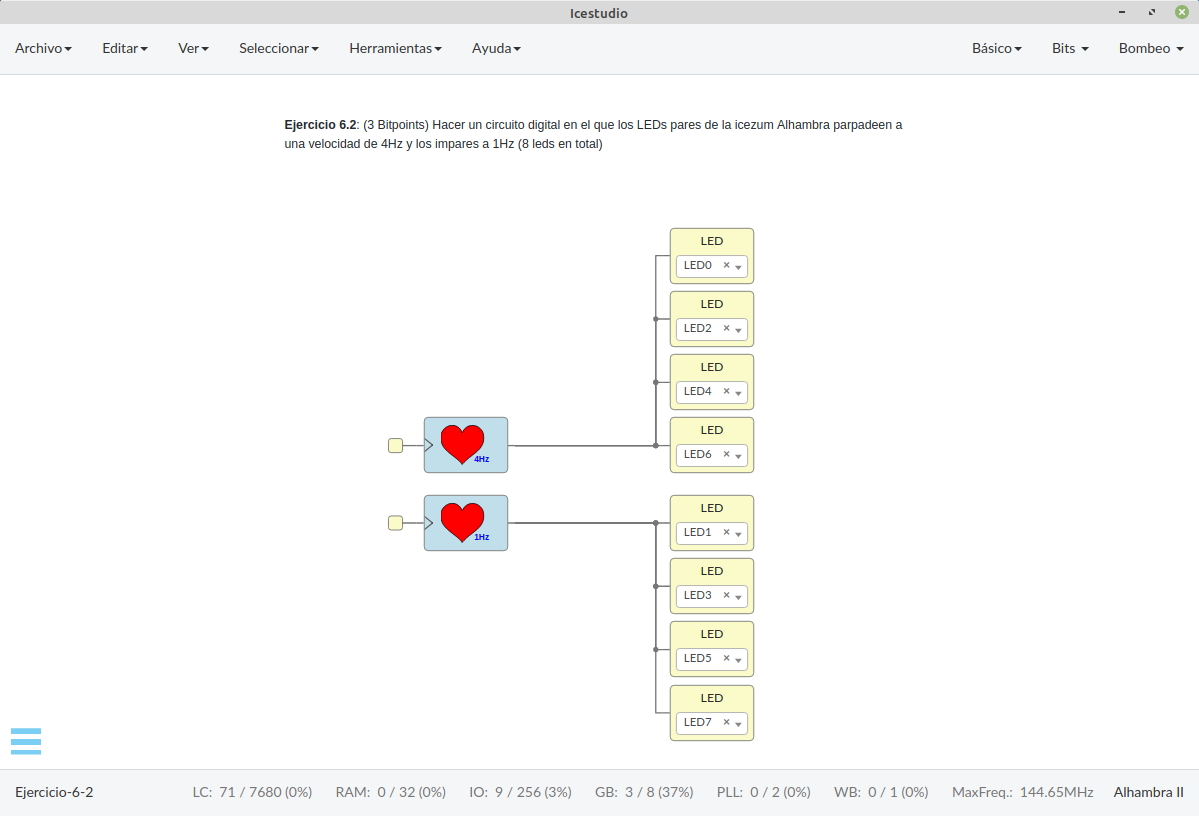 Icestudio
Archivo Editar Ver Seleccionar Herramientas Ayuda Básico Bits Bombeo
Ejercicio 6.2: (3 Bitpoints) Hacer un circuito digital en el que los LEDs pares de la icezum Alhambra parpadeen a
una velocidad de 4Hz y los impares a 1Hz (8 leds en total)
LED
LED0
LED
LED2
LED
LED4
LED
LED6
4Hz
LED
LED1
1Hz
LED
LED3
LED
LED5
LED
LED7
Ejercicio-6-2 LC: 71 / 7680 (0%) RAM: 0 / 32 (0%) IO: 9 / 256 (3%) GB: 3 / 8 (37%) PLL: 0 / 2 (0%) WB: 0 / 1 (0%) MaxFreq.: 144.65MHz Alhambra II